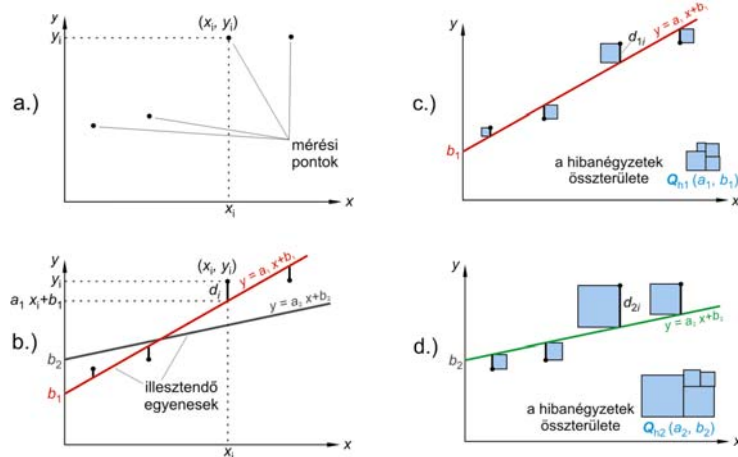 a.)
y
yᵢ
(xᵢ, yᵢ)
mérési
pontok
xᵢ
x
b.)
y
yᵢ
a₁ xᵢ+b₁
(xᵢ, yᵢ)
dᵢ
y = a₁ x+b₁
y = a₂ x+b₂
b₂
b₁
illesztendő
egyenesek
xᵢ
x
c.)
y
d₁ᵢ
y = a₁ x+b₁
b₁
a hibanégyzetek
összterülete
Qₕ₁ (a₁, b₁)
x
d.)
y
d₂ᵢ
y = a₂ x+b₂
b₂
a hibanégyzetek
összterülete
Qₕ₂ (a₂, b₂)
x